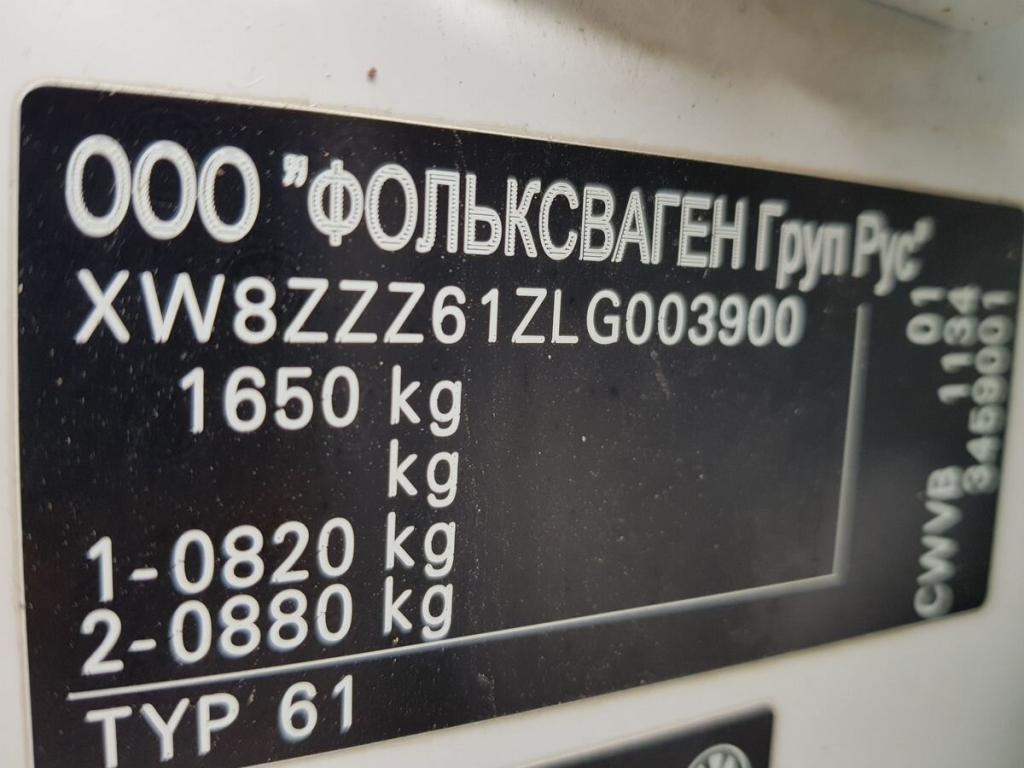 ООО "ФОЛЬКСВАГЕН Груп Рус"
XW8ZZZ61ZLG003900
1650 kg
kg
1-0820 kg
2-0880 kg
TYP 61
CWVB 01
1134
3459001